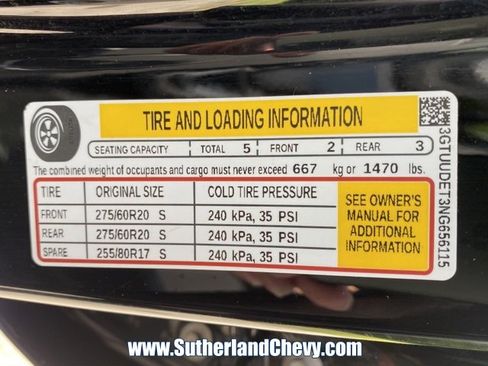 TIRE AND LOADING INFORMATION
SEATING CAPACITY TOTAL 5 FRONT 2 REAR 3
The combined weight of occupants and cargo must never exceed 667 kg or 1470 lbs.
TIRE ORIGINAL SIZE COLD TIRE PRESSURE
FRONT 275/60R20 S 240 kPa, 35 PSI
REAR 275/60R20 S 240 kPa, 35 PSI
SPARE 255/80R17 S 240 kPa, 35 PSI
SEE OWNER'S
MANUAL FOR
ADDITIONAL
INFORMATION
3GTUUDET3NG656115
www.SutherlandChevy.com